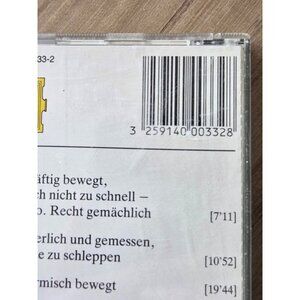 33-2
3 259140 003328
äftig bewegt,
ch nicht zu schnell –
o. Recht gemächlich [7'11]
erlich und gemessen,
e zu schleppen [10'52]
rmisch bewegt [19'44]